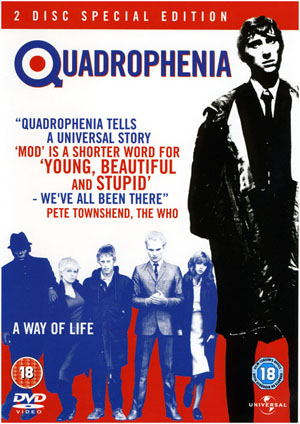 2 DISC SPECIAL EDITION
QUADROPHENIA
"QUADROPHENIA TELLS
A UNIVERSAL STORY
'MOD' IS A SHORTER WORD FOR
'YOUNG, BEAUTIFUL
AND STUPID'
- WE'VE ALL BEEN THERE"
PETE TOWNSHEND, THE WHO
A WAY OF LIFE
18
18
DVD
VIDEO
UNIVERSAL